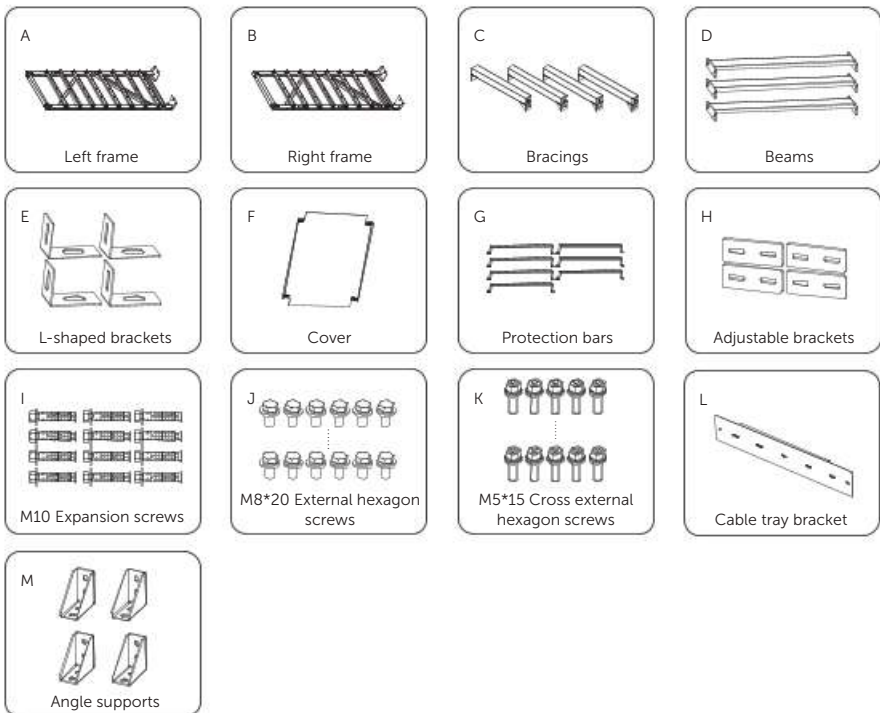 A
Left frame
B
Right frame
C
Bracings
D
Beams
E
L-shaped brackets
F
Cover
G
Protection bars
H
Adjustable brackets
I
M10 Expansion screws
J
M8*20 External hexagon
screws
K
M5*15 Cross external
hexagon screws
L
Cable tray bracket
M
Angle supports